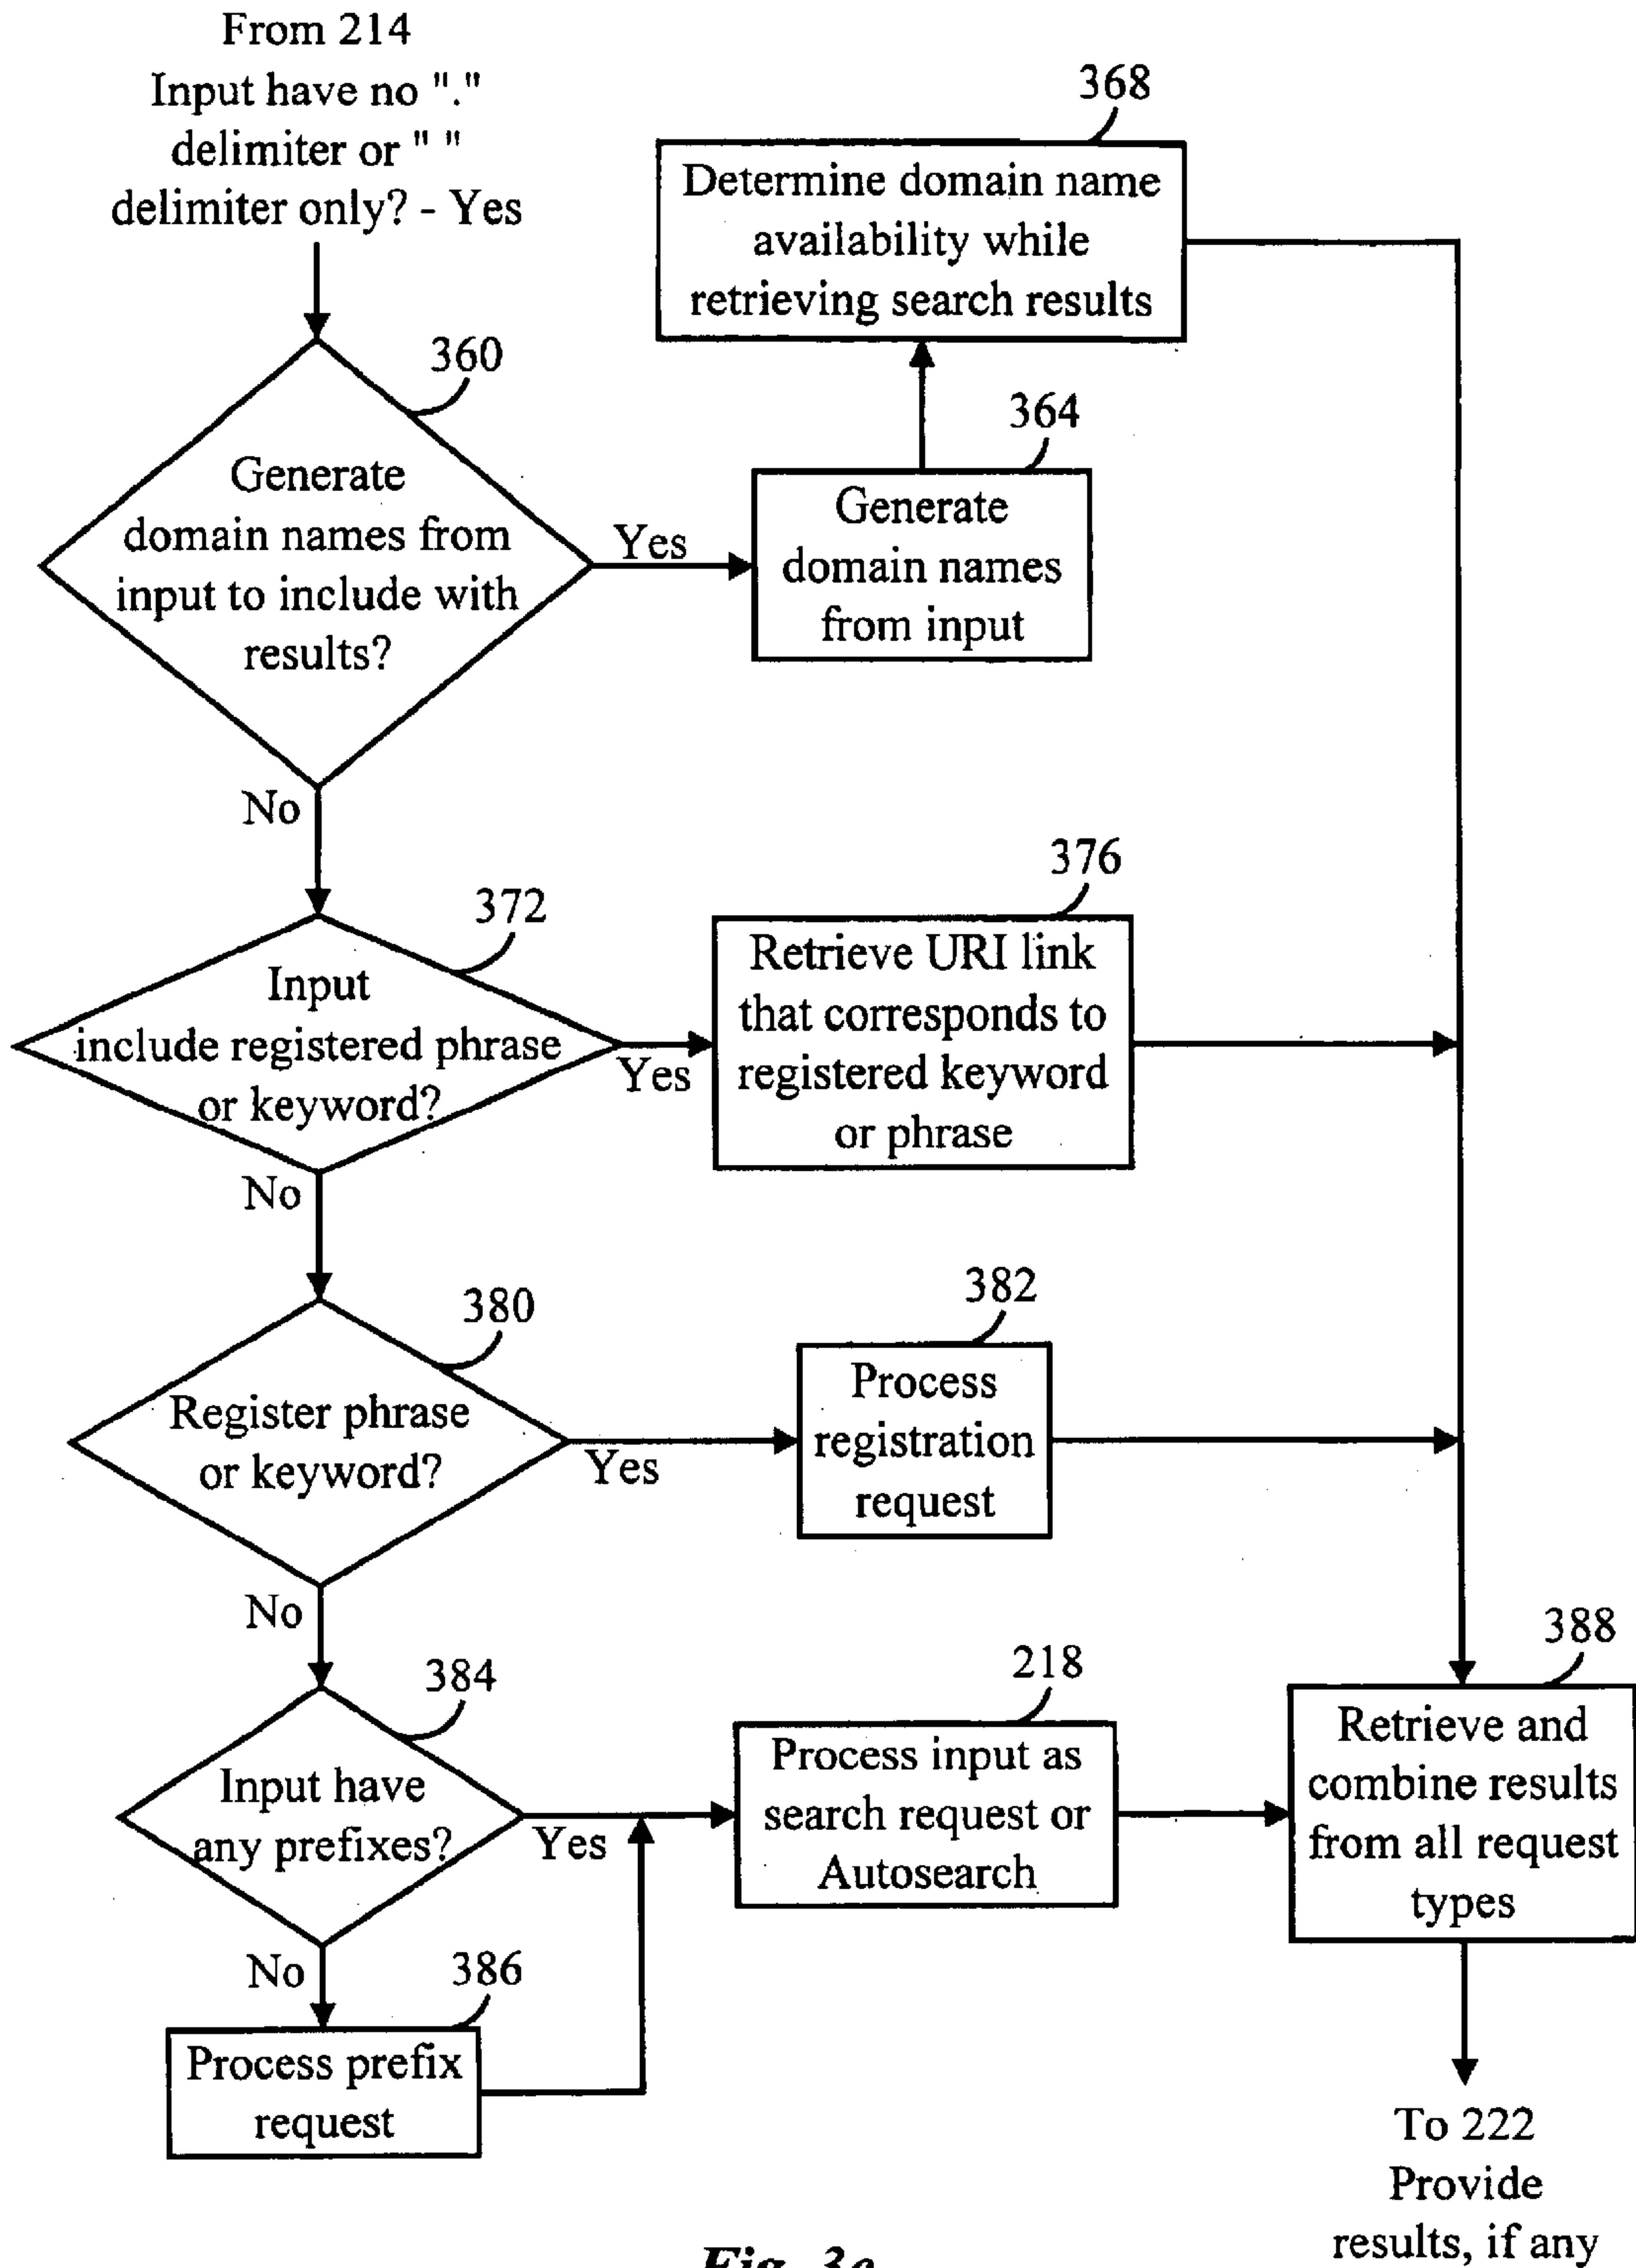 From 214
Input have no "."
delimiter or " "
delimiter only? - Yes
368
Determine domain name
availability while
retrieving search results
360
Generate
domain names from
input to include with
results?
Yes
364
Generate
domain names
from input
No
372
Input
include registered phrase
or keyword?
Yes
376
Retrieve URI link
that corresponds to
registered keyword
or phrase
No
380
Register phrase
or keyword?
Yes
382
Process
registration
request
No
384
Input have
any prefixes?
Yes
218
Process input as
search request or
Autosearch
388
Retrieve and
combine results
from all request
types
No
386
Process prefix
request
To 222
Provide
results, if any